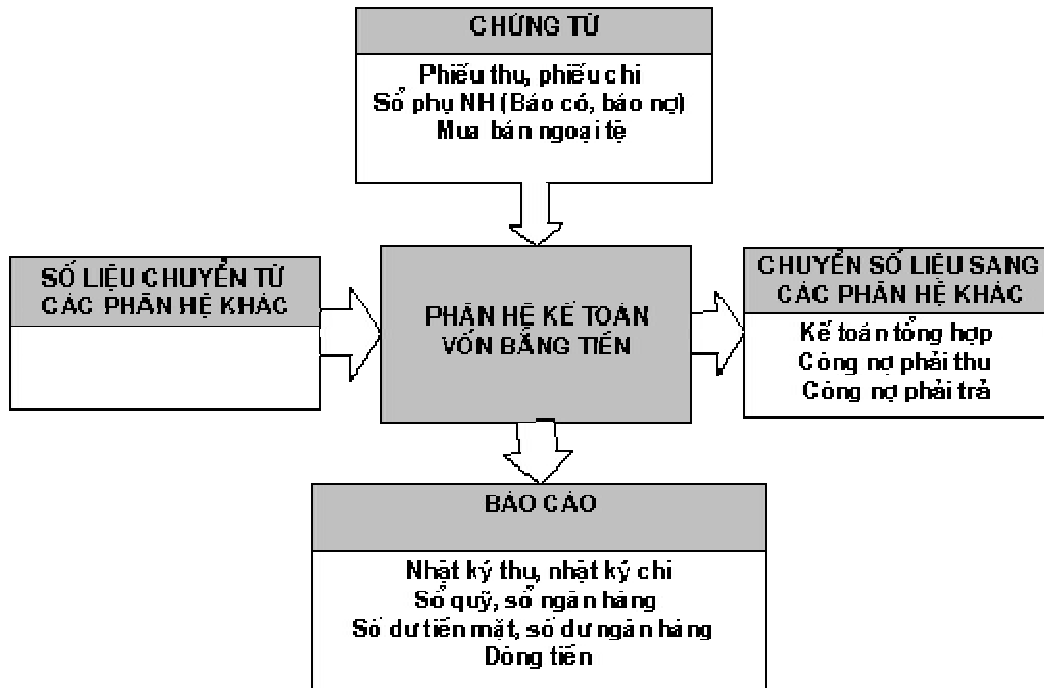 CHỨNG TỪ
Phiếu thu, phiếu chi
Sổ phụ NH (Báo có, báo nợ)
Mua bán ngoại tệ
SỐ LIỆU CHUYỂN TỪ
CÁC PHÂN HỆ KHÁC
PHÂN HỆ KẾ TOÁN
VỐN BẰNG TIỀN
CHUYỂN SỐ LIỆU SANG
CÁC PHÂN HỆ KHÁC
Kế toán tổng hợp
Công nợ phải thu
Công nợ phải trả
BÁO CÁO
Nhật ký thu, nhật ký chi
Sổ quỹ, sổ ngân hàng
Số dư tiền mặt, số dư ngân hàng
Dòng tiền